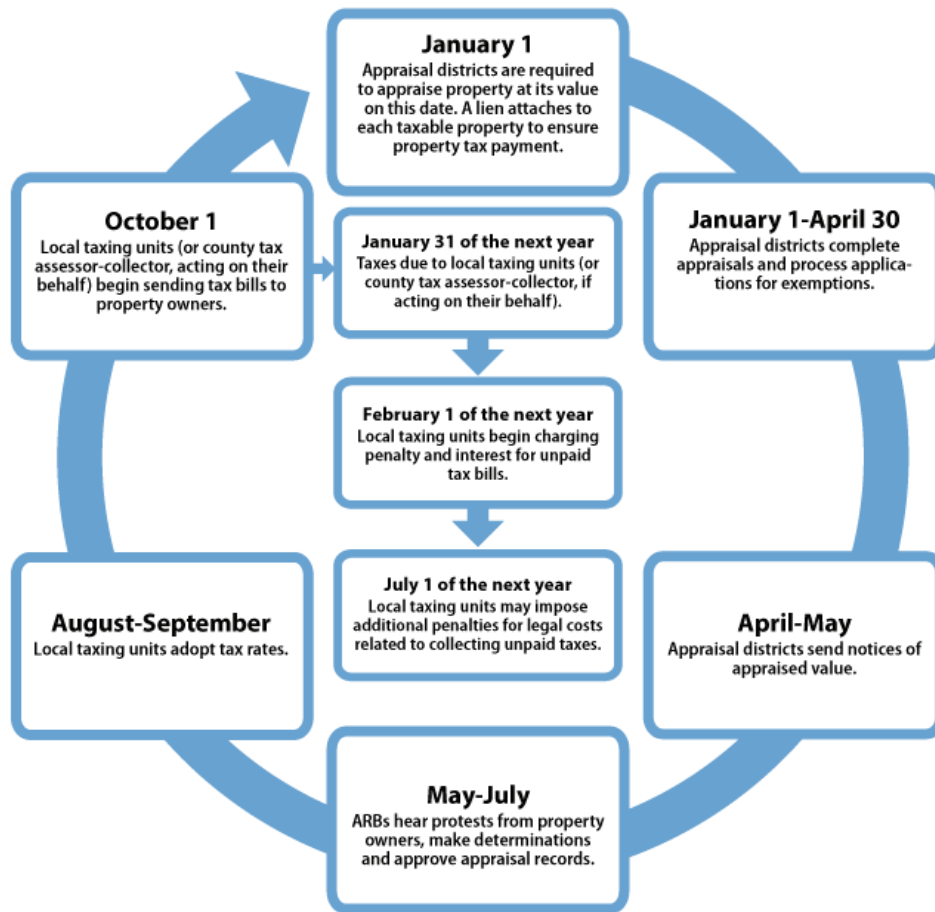 January 1
Appraisal districts are required
to appraise property at its value
on this date. A lien attaches to
each taxable property to ensure
property tax payment.
January 1-April 30
Appraisal districts complete
appraisals and process applica-
tions for exemptions.
April-May
Appraisal districts send notices of
appraised value.
May-July
ARBs hear protests from property
owners, make determinations
and approve appraisal records.
August-September
Local taxing units adopt tax rates.
October 1
Local taxing units (or county tax
assessor-collector, acting on their
behalf) begin sending tax bills to
property owners.
January 31 of the next year
Taxes due to local taxing units (or
county tax assessor-collector, if
acting on their behalf).
February 1 of the next year
Local taxing units begin charging
penalty and interest for unpaid
tax bills.
July 1 of the next year
Local taxing units may impose
additional penalties for legal costs
related to collecting unpaid taxes.